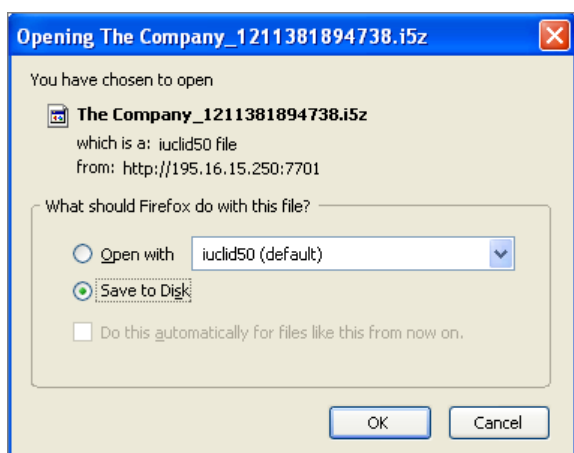 Opening The Company_1211381894738.i5z
You have chosen to open
The Company_1211381894738.i5z
which is a: iuclid50 file
from: http://195.16.15.250:7701
What should Firefox do with this file?
Open with iuclid50 (default)
Save to Disk
Do this automatically for files like this from now on.
OK Cancel